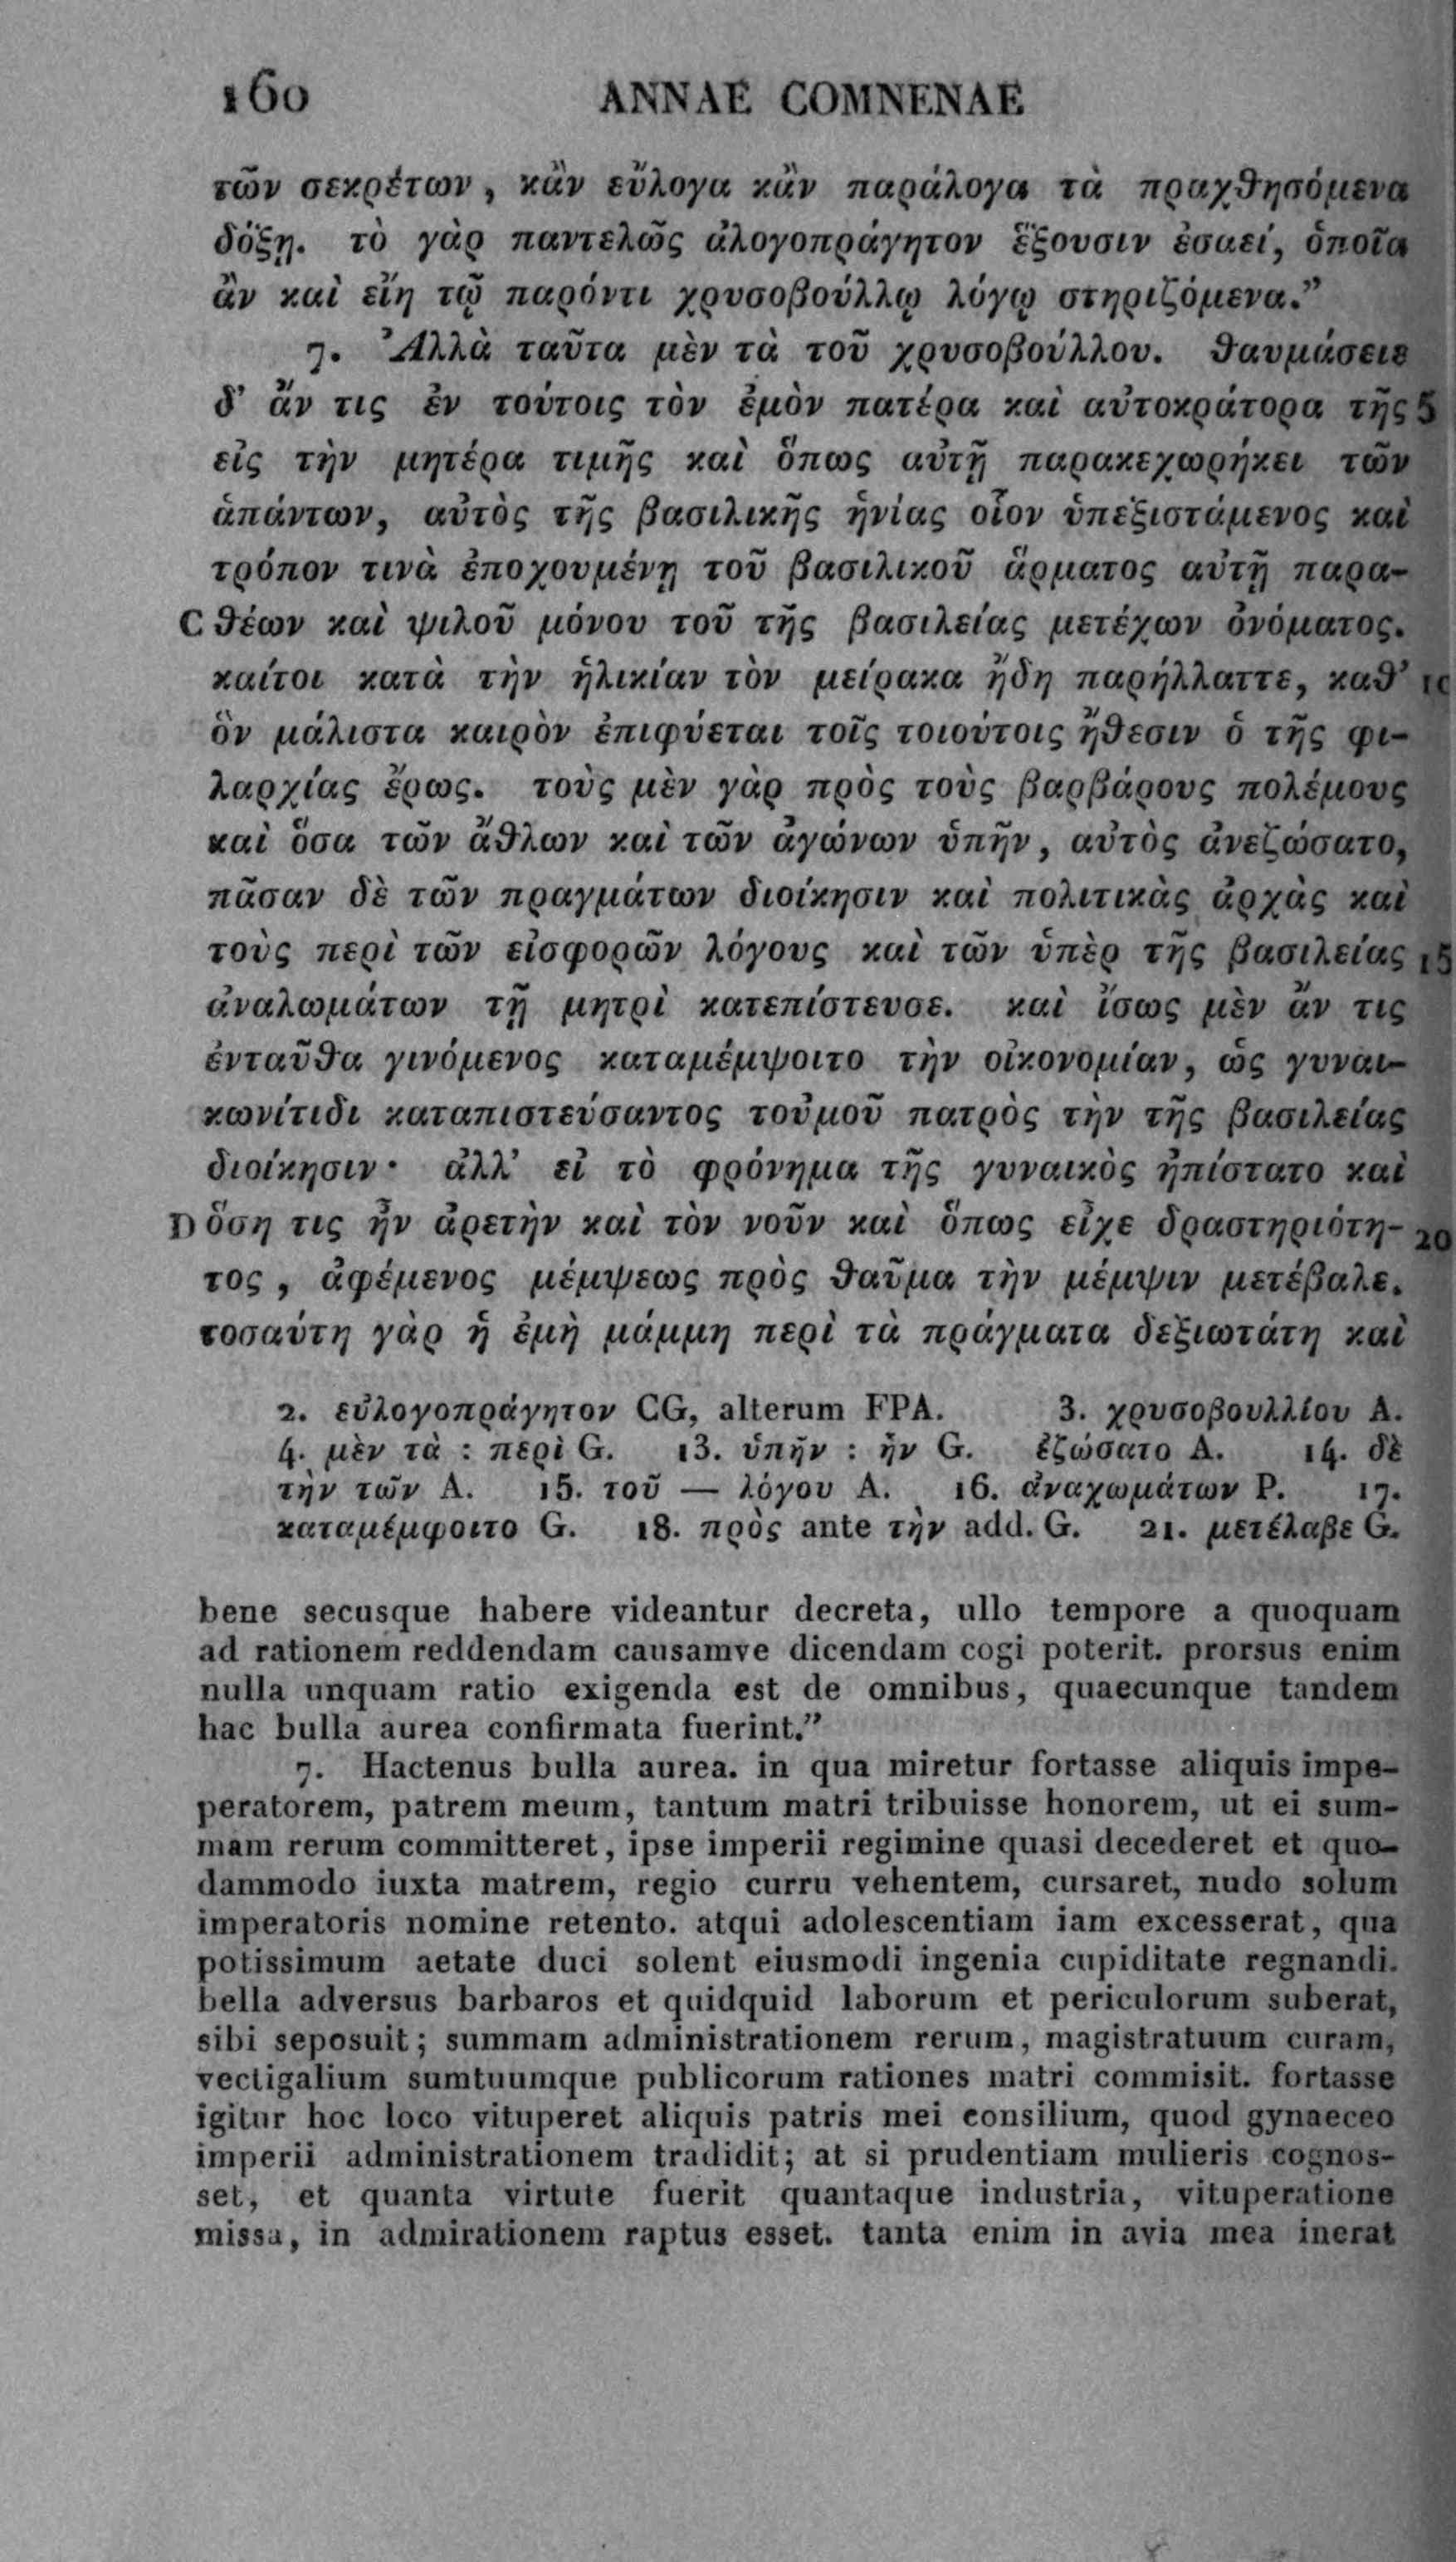 160 ANNAE COMNENAE
τῶν σεκρέτων, κἂν εὔλογα κἂν παράλογα τὰ πραχθησόμενα
δόξῃ. τὸ γὰρ παντελῶς ἀλογοπράγητον ἕξουσιν ἐσαεί, ὁποῖα
ἂν καὶ εἴη τῷ παρόντι χρυσοβούλλῳ λόγῳ στηριζόμενα.”
7. Ἀλλὰ ταῦτα μὲν τὰ τοῦ χρυσοβούλλου. θαυμάσειε
δ᾽ ἄν τις ἐν τούτοις τὸν ἐμὸν πατέρα καὶ αὐτοκράτορα τῆς 5
εἰς τὴν μητέρα τιμῆς καὶ ὅπως αὐτῇ παρακεχωρήκει τῶν
ἁπάντων, αὐτὸς τῆς βασιλικῆς ἡνίας οἷον ὑπεξιστάμενος καὶ
τρόπον τινὰ ἐποχουμένῃ τοῦ βασιλικοῦ ἅρματος αὐτῇ παρα-
C θέων καὶ ψιλοῦ μόνου τοῦ τῆς βασιλείας μετέχων ὀνόματος.
καίτοι κατὰ τὴν ἡλικίαν τὸν μείρακα ἤδη παρήλλαττε, καθ᾽ 10
ὃν μάλιστα καιρὸν ἐπιφύεται τοῖς τοιούτοις ἤθεσιν ὁ τῆς φι-
λαρχίας ἔρως. τοὺς μὲν γὰρ πρὸς τοὺς βαρβάρους πολέμους
καὶ ὅσα τῶν ἄθλων καὶ τῶν ἀγώνων ὑπῆν, αὐτὸς ἀνεζώσατο,
πᾶσαν δὲ τῶν πραγμάτων διοίκησιν καὶ πολιτικὰς ἀρχὰς καὶ
τοὺς περὶ τῶν εἰσφορῶν λόγους καὶ τῶν ὑπὲρ τῆς βασιλείας 15
ἀναλωμάτων τῇ μητρὶ κατεπίστευσε. καὶ ἴσως μὲν ἄν τις
ἐνταῦθα γινόμενος καταμέμψοιτο τὴν οἰκονομίαν, ὡς γυναι-
κωνίτιδι καταπιστεύσαντος τοὐμοῦ πατρὸς τὴν τῆς βασιλείας
διοίκησιν· ἀλλ᾽ εἰ τὸ φρόνημα τῆς γυναικὸς ἠπίστατο καὶ
D ὅση τις ἦν ἀρετὴν καὶ τὸν νοῦν καὶ ὅπως εἶχε δραστηριότη- 20
τος, ἀφέμενος μέμψεως πρὸς θαῦμα τὴν μέμψιν μετέβαλε.
τοσαύτη γὰρ ἡ ἐμὴ μάμμη περὶ τὰ πράγματα δεξιωτάτη καὶ
2. εὐλογοπράγητον CG, alterum FPA. 3. χρυσοβουλλίου A.
4. μὲν τὰ : περὶ G. 13. ὑπῆν : ἦν G. ἐζώσατο A. 14. δὲ
τὴν τῶν A. 15. τοῦ — λόγου A. 16. ἀναχωμάτων P. 17.
καταμέμφοιτο G. 18. πρὸς ante τὴν add. G. 21. μετέλαβε G.
bene secusque habere videantur decreta, ullo tempore a quoquam
ad rationem reddendam causamve dicendam cogi poterit. prorsus enim
nulla unquam ratio exigenda est de omnibus, quaecunque tandem
hac bulla aurea confirmata fuerint.”
7. Hactenus bulla aurea. in qua miretur fortasse aliquis impe-
peratorem, patrem meum, tantum matri tribuisse honorem, ut ei sum-
mam rerum committeret, ipse imperii regimine quasi decederet et quo-
dammodo iuxta matrem, regio curru vehentem, cursaret, nudo solum
imperatoris nomine retento. atqui adolescentiam iam excesserat, qua
potissimum aetate duci solent eiusmodi ingenia cupiditate regnandi.
bella adversus barbaros et quidquid laborum et periculorum suberat,
sibi seposuit; summam administrationem rerum, magistratuum curam,
vectigalium sumtuumque publicorum rationes matri commisit. fortasse
igitur hoc loco vituperet aliquis patris mei consilium, quod gynaeceo
imperii administrationem tradidit; at si prudentiam mulieris cognos-
set, et quanta virtute fuerit quantaque industria, vituperatione
missa, in admirationem raptus esset. tanta enim in avia mea inerat